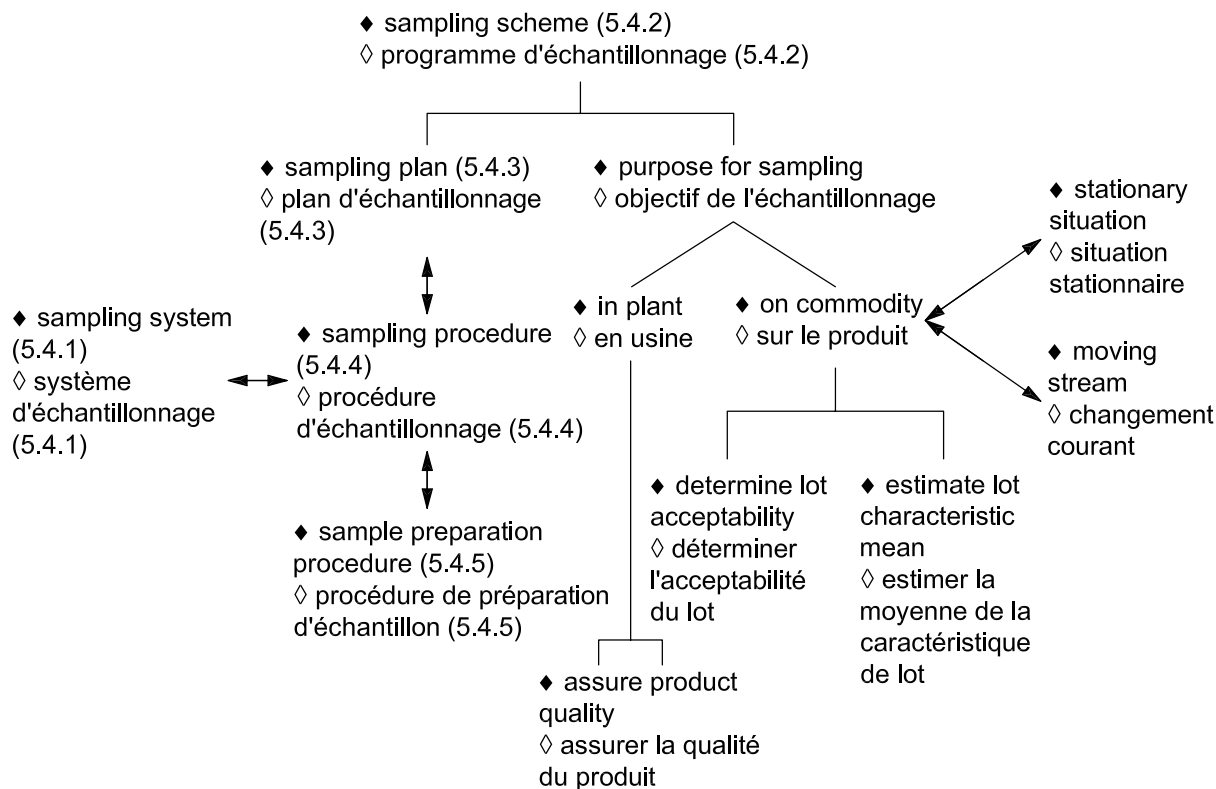 ♦ sampling scheme (5.4.2)
◊ programme d'échantillonnage (5.4.2)
♦ sampling plan (5.4.3)
◊ plan d'échantillonnage
(5.4.3)
♦ purpose for sampling
◊ objectif de l'échantillonnage
♦ stationary
situation
◊ situation
stationnaire
♦ sampling system
(5.4.1)
◊ système
d'échantillonnage
(5.4.1)
♦ sampling procedure
(5.4.4)
◊ procédure
d'échantillonnage (5.4.4)
♦ in plant
◊ en usine
♦ on commodity
◊ sur le produit
♦ moving
stream
◊ changement
courant
♦ sample preparation
procedure (5.4.5)
◊ procédure de préparation
d'échantillon (5.4.5)
♦ determine lot
acceptability
◊ déterminer
l'acceptabilité
du lot
♦ estimate lot
characteristic
mean
◊ estimer la
moyenne de la
caractéristique
de lot
♦ assure product
quality
◊ assurer la qualité
du produit